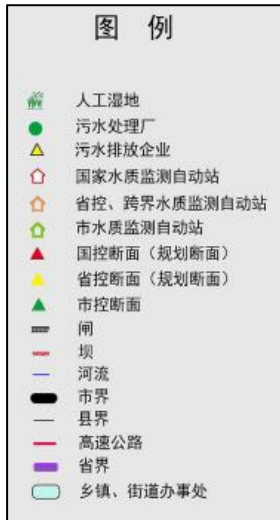 图 例
人工湿地
污水处理厂
污水排放企业
国家水质监测自动站
省控、跨界水质监测自动站
市水质监测自动站
国控断面（规划断面）
省控断面（规划断面）
市控断面
闸
坝
河流
市界
县界
高速公路
省界
乡镇、街道办事处